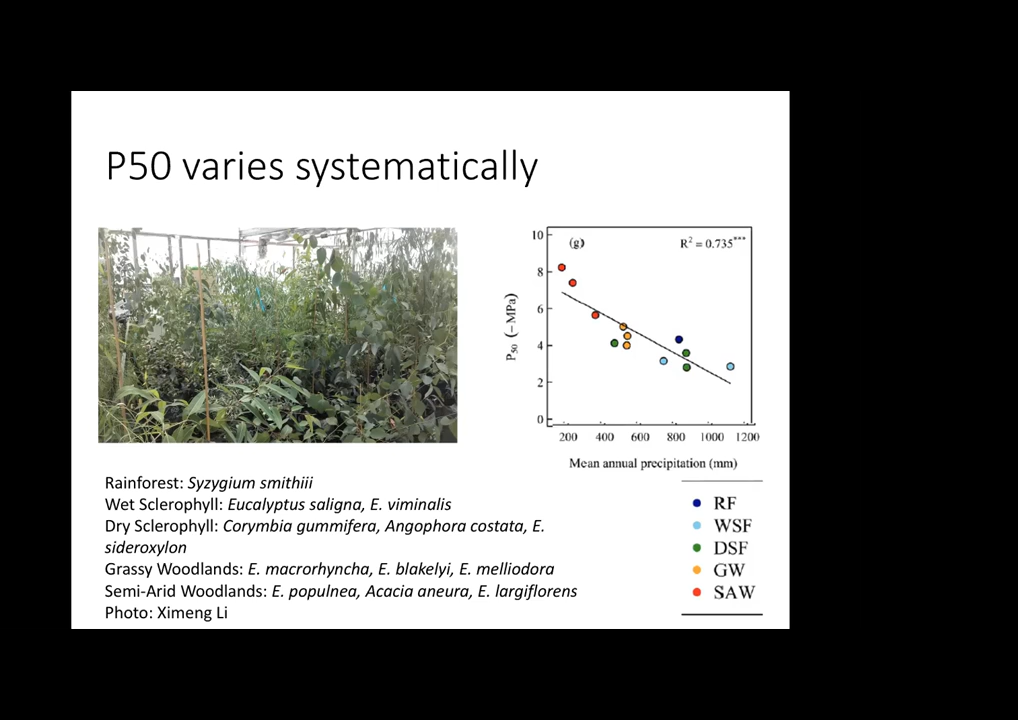 P50 varies systematically
10
(g)
R² = 0.735***
8
6
4
2
0
P50 (– MPa)
200 400 600 800 1000 1200
Mean annual precipitation (mm)
Rainforest: Syzygium smithiii
Wet Sclerophyll: Eucalyptus saligna, E. viminalis
Dry Sclerophyll: Corymbia gummifera, Angophora costata, E.
sideroxylon
Grassy Woodlands: E. macrorhyncha, E. blakelyi, E. melliodora
Semi-Arid Woodlands: E. populnea, Acacia aneura, E. largiflorens
Photo: Ximeng Li
RF
WSF
DSF
GW
SAW